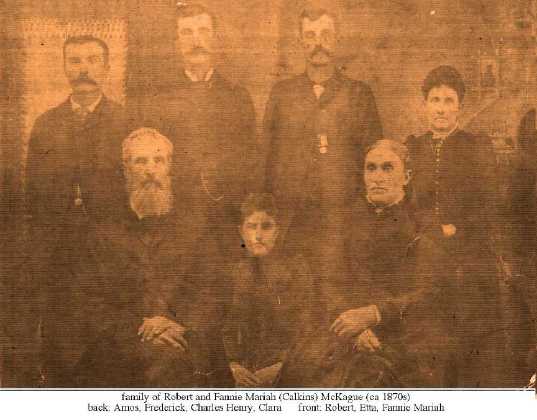 family of Robert and Fannie Mariah (Calkins) McKague (ca 1870s)
back: Amos, Frederick, Charles Henry, Clara front: Robert, Etta, Fannie Mariah